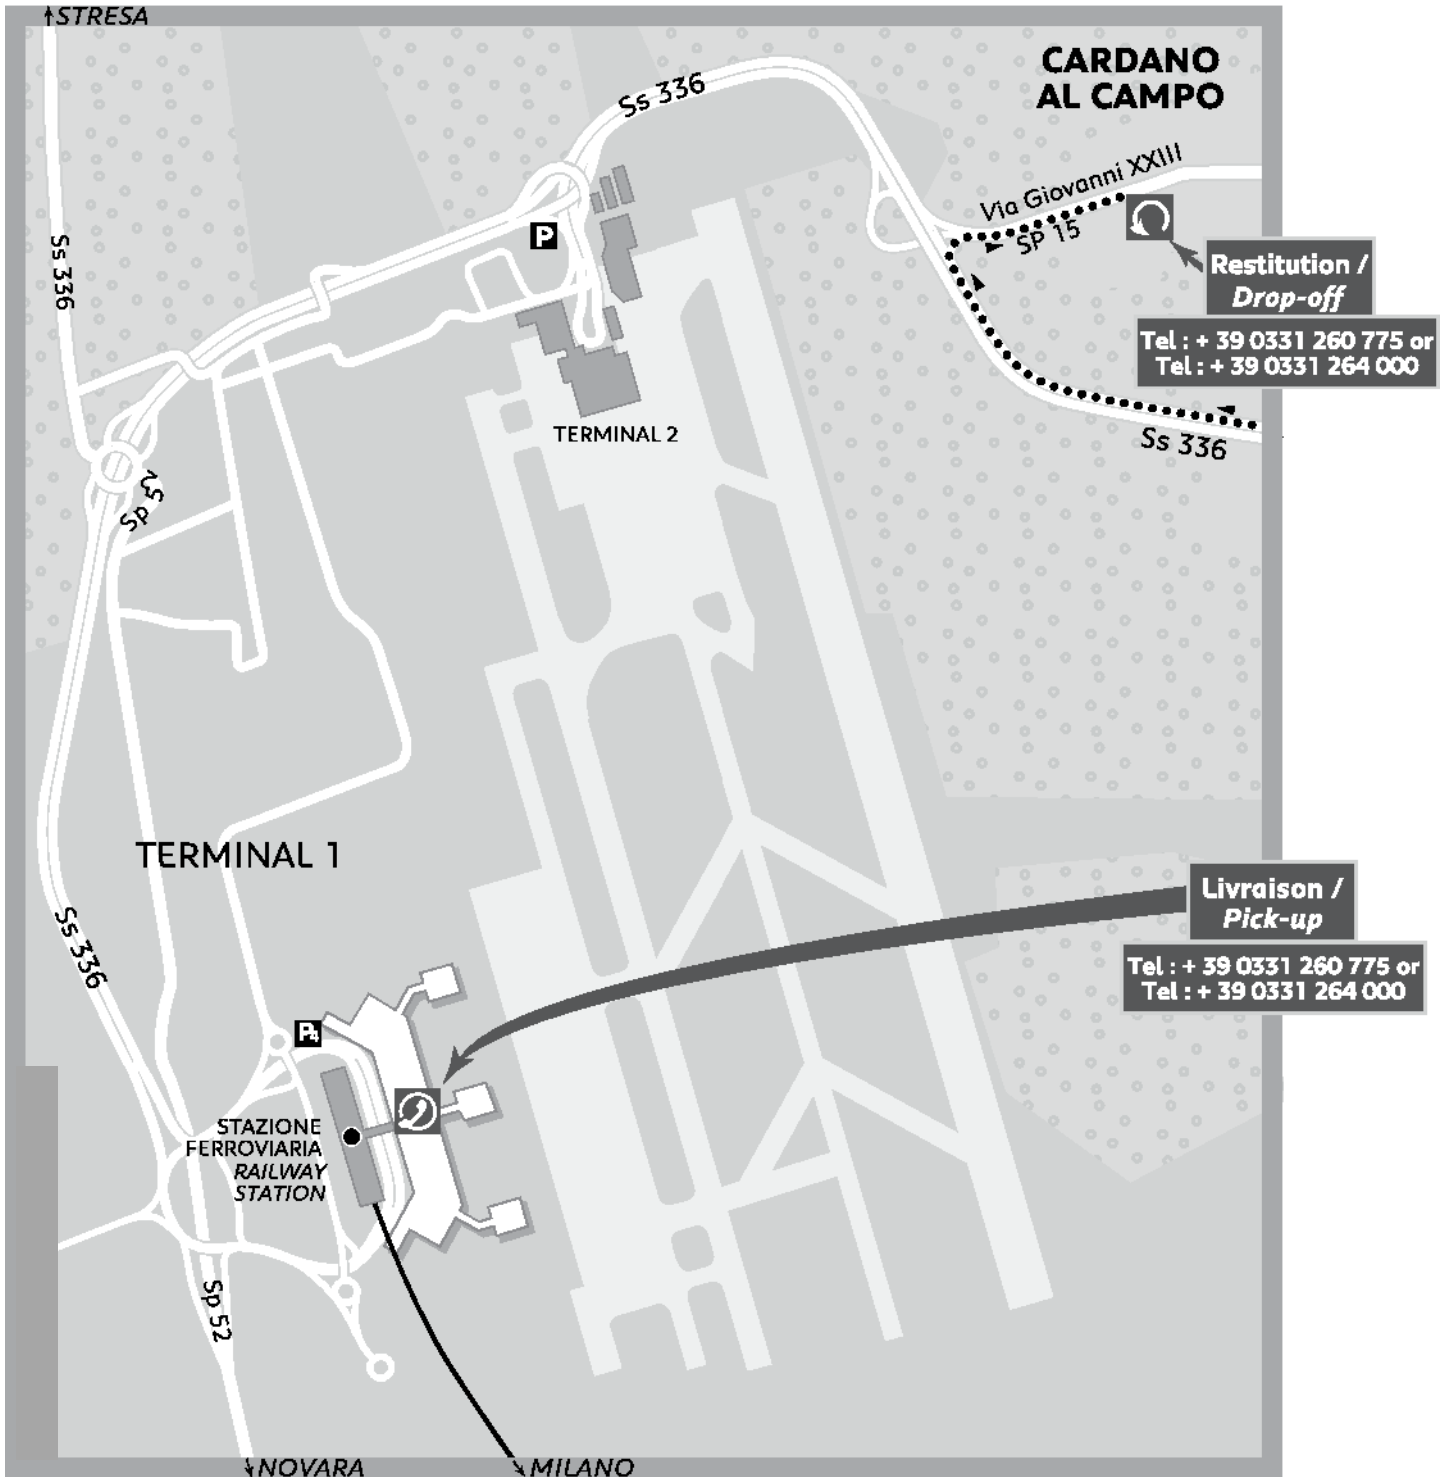 STRESA
CARDANO
AL CAMPO
Ss 336
Via Giovanni XXIII
SP 15
P
Ss 336
Restitution /
Drop-off
Tel : + 39 0331 260 775 or
Tel : + 39 0331 264 000
TERMINAL 2
Ss 336
Sp 52
TERMINAL 1
Livraison /
Pick-up
Tel : + 39 0331 260 775 or
Tel : + 39 0331 264 000
Ss 336
P4
STAZIONE
FERROVIARIA
RAILWAY
STATION
Sp 52
NOVARA
MILANO